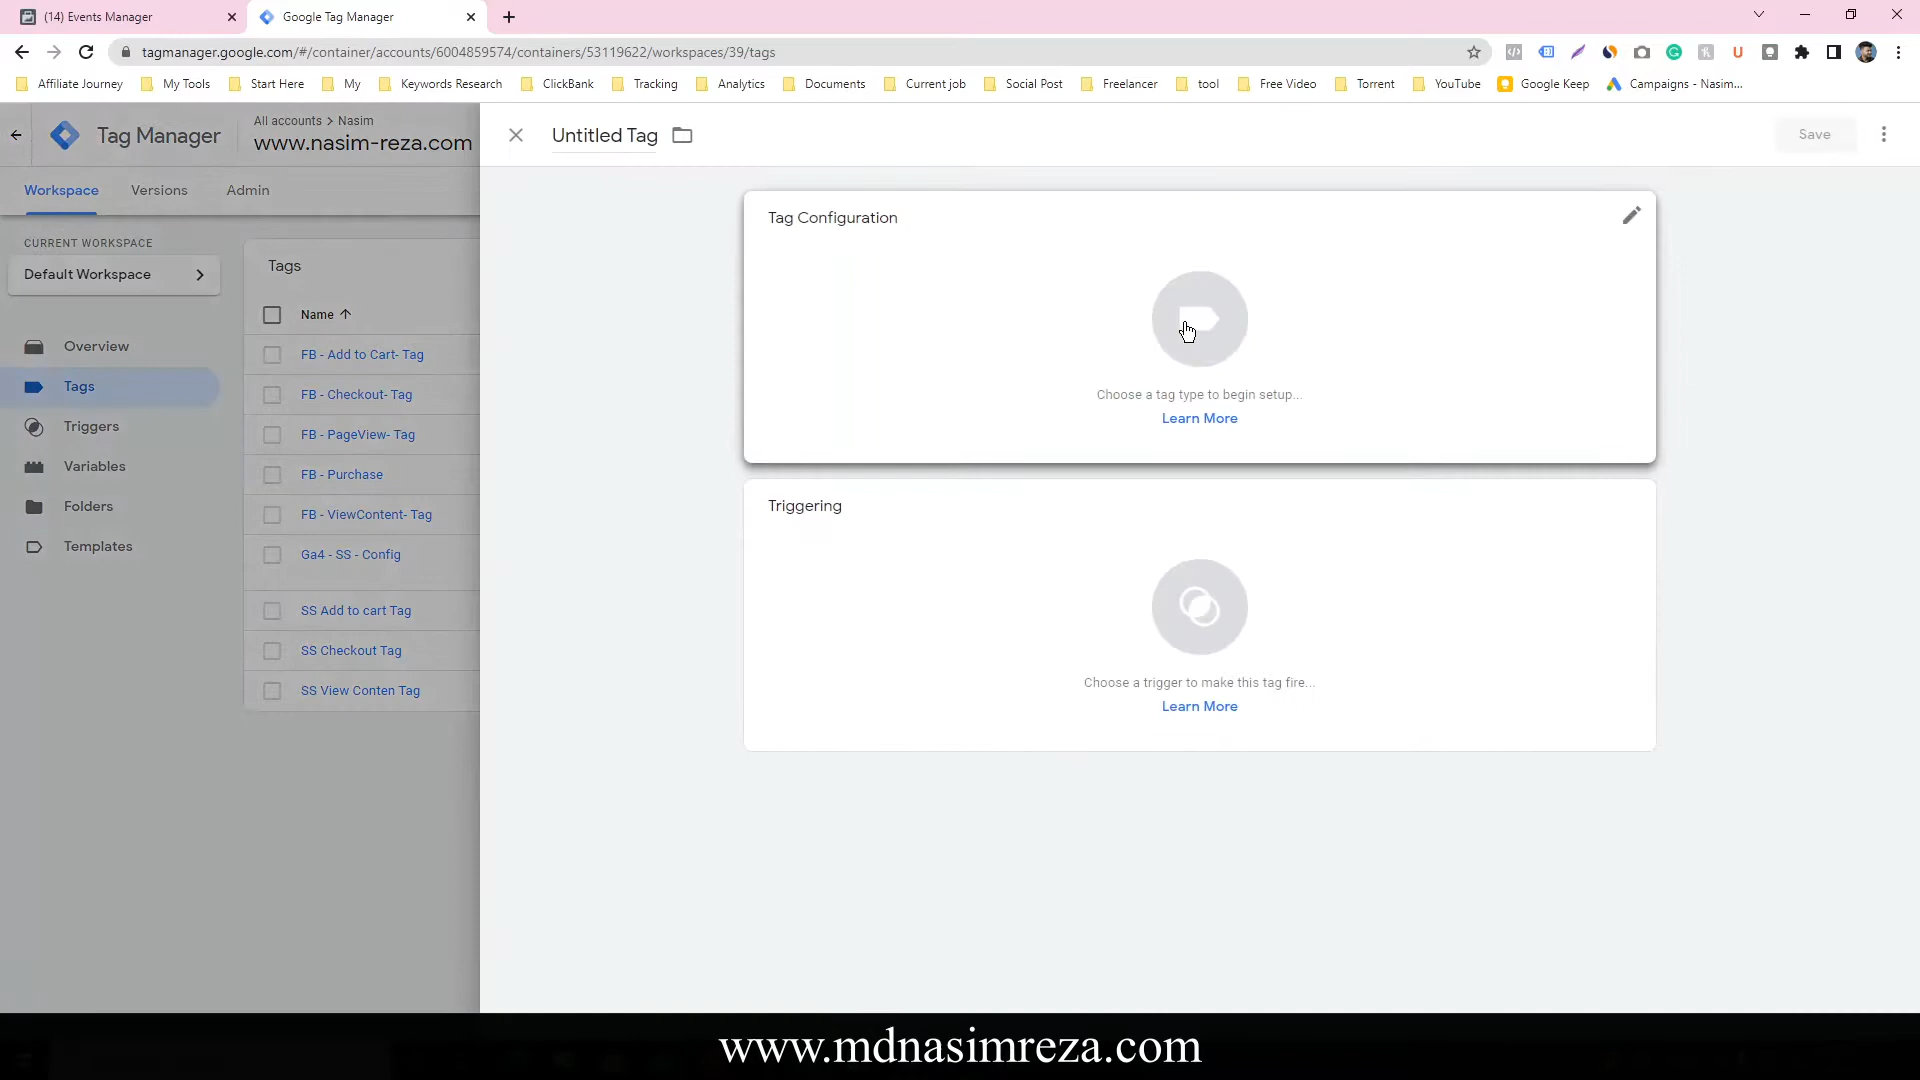 (14) Events Manager
Google Tag Manager
tagmanager.google.com/#/container/accounts/6004859574/containers/53119622/workspaces/39/tags
Affiliate Journey
My Tools
Start Here
My
Keywords Research
ClickBank
Tracking
Analytics
Documents
Current job
Social Post
Freelancer
tool
Free Video
Torrent
YouTube
Google Keep
Campaigns - Nasim...
Tag Manager
All accounts > Nasim
www.nasim-reza.com
Untitled Tag
Save
Workspace
Versions
Admin
CURRENT WORKSPACE
Default Workspace
Overview
Tags
Triggers
Variables
Folders
Templates
Tags
Name
FB - Add to Cart- Tag
FB - Checkout- Tag
FB - PageView- Tag
FB - Purchase
FB - ViewContent- Tag
Ga4 - SS - Config
SS Add to cart Tag
SS Checkout Tag
SS View Conten Tag
Tag Configuration
Choose a tag type to begin setup...
Learn More
Triggering
Choose a trigger to make this tag fire...
Learn More
www.mdnasimreza.com